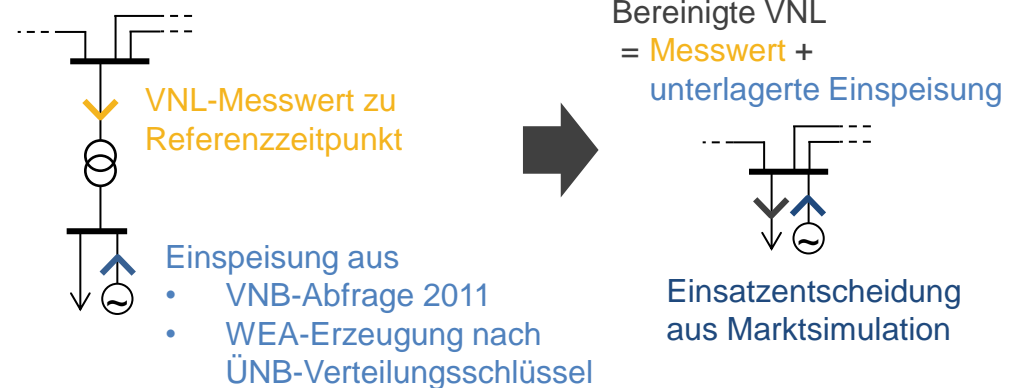 VNL-Messwert zu
Referenzzeitpunkt
Einspeisung aus
• VNB-Abfrage 2011
• WEA-Erzeugung nach
ÜNB-Verteilungsschlüssel
Bereinigte VNL
= Messwert +
unterlagerte Einspeisung
Einsatzentscheidung
aus Marktsimulation